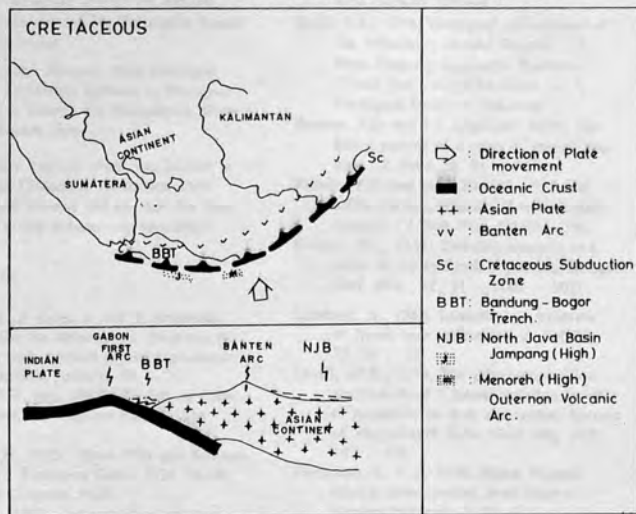 CRETACEOUS
KALIMANTAN
ASIAN
CONTINENT
SUMATERA
Sc
BBT
J
M
GABON
FIRST
ARC
BBT
INDIAN
PLATE
BANTEN
ARC
NJB
ASIAN
CONTINET
: Direction of Plate
movement
: Oceanic Crust
++ : Asian Plate
vv : Banten Arc
Sc : Cretaceous Subduction
Zone
BBT: Bandung-Bogor
Trench.
NJB : North Java Basin
J : Jampang (High)
M : Menoreh (High)
Outernon Volcanic
Arc.